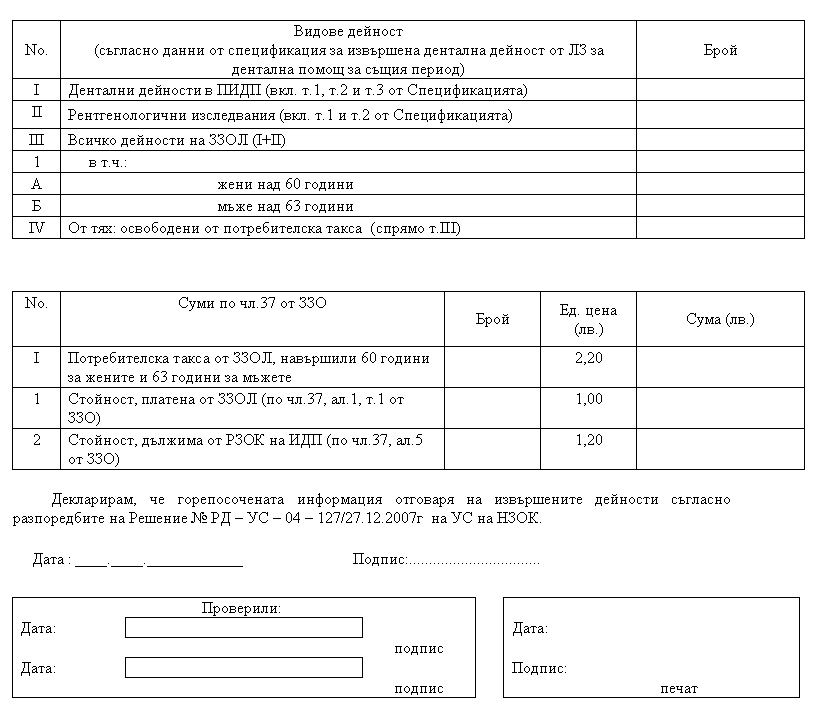 Видове дейност
No. (съгласно данни от спецификация за извършена дентална дейност от ЛЗ за Брой
дентална помощ за същия период)
I Дентални дейности в ПИДП (вкл. т.1, т.2 и т.3 от Спецификацията)
II Рентгенологични изследвания (вкл. т.1 и т.2 от Спецификацията)
III Всичко дейности на ЗЗОЛ (I+II)
1 в т.ч.:
А жени над 60 години
Б мъже над 63 години
IV От тях: освободени от потребителска такса (спрямо т.III)
No. Суми по чл.37 от ЗЗО Брой Ед. цена Сума (лв.)
(лв.)
I Потребителска такса от ЗЗОЛ, навършили 60 години 2,20
за жените и 63 години за мъжете
1 Стойност, платена от ЗЗОЛ (по чл.37, ал.1, т.1 от 1,00
ЗЗО)
2 Стойност, дължима от РЗОК на ИДП (по чл.37, ал.5 1,20
от ЗЗО)
Декларирам, че горепосочената информация отговаря на извършените дейности съгласно
разпоредбите на Решение № РД – УС – 04 – 127/27.12.2007г на УС на НЗОК.
Дата : ____.____.____________ Подпис:.................................
Проверили:
Дата:
подпис
Дата:
подпис
Дата:
Подпис:
печат